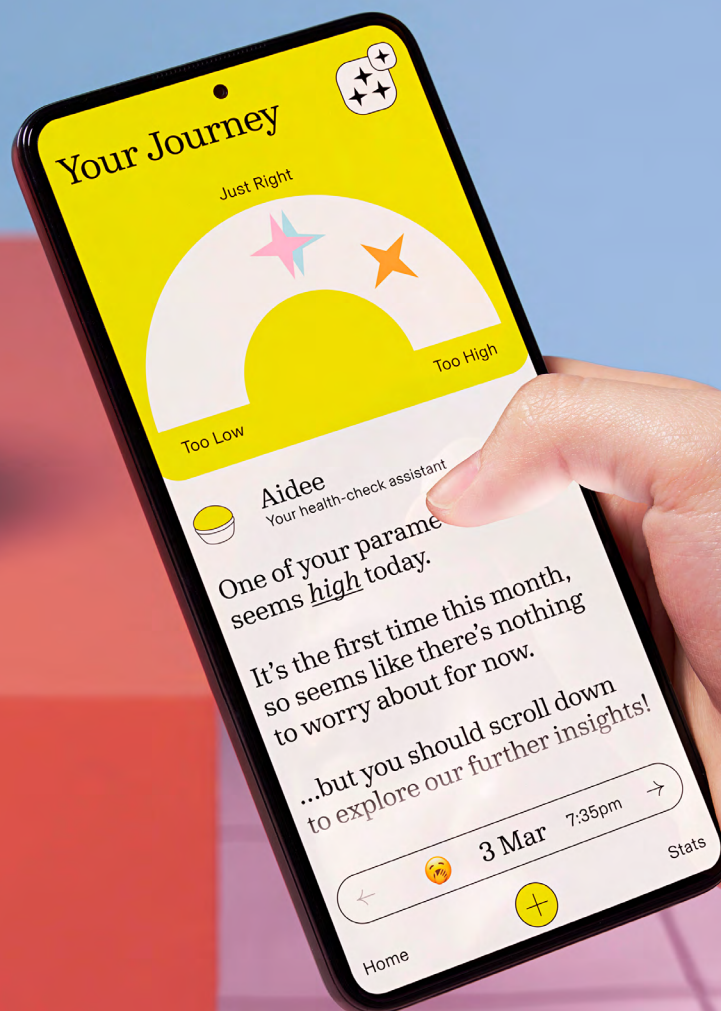 Your Journey
Just Right
Too High
Too Low
Aidee
Your health-check assistant
One of your
seems high today.
It’s the first time this month,
so seems like there’s nothing
to worry about for now.
...but you should scroll down
to explore our further insights!
3 Mar 7:35pm
Stats
Home